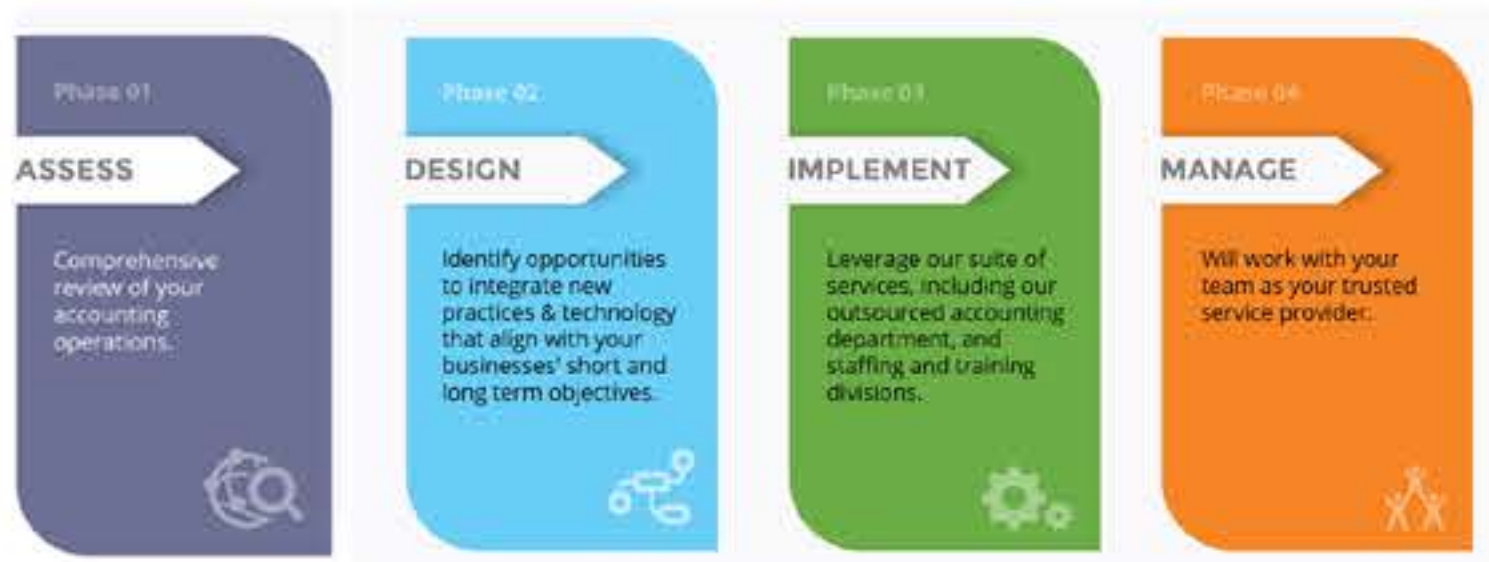 Phase 01
ASSESS
Comprehensive
review of your
accounting
operations.
Phase 02
DESIGN
Identify opportunities
to integrate new
practices & technology
that align with your
businesses' short and
long term objectives.
Phase 03
IMPLEMENT
Leverage our suite of
services, including our
outsourced accounting
department, and
staffing and training
divisions.
Phase 04
MANAGE
Will work with your
team as your trusted
service provider.